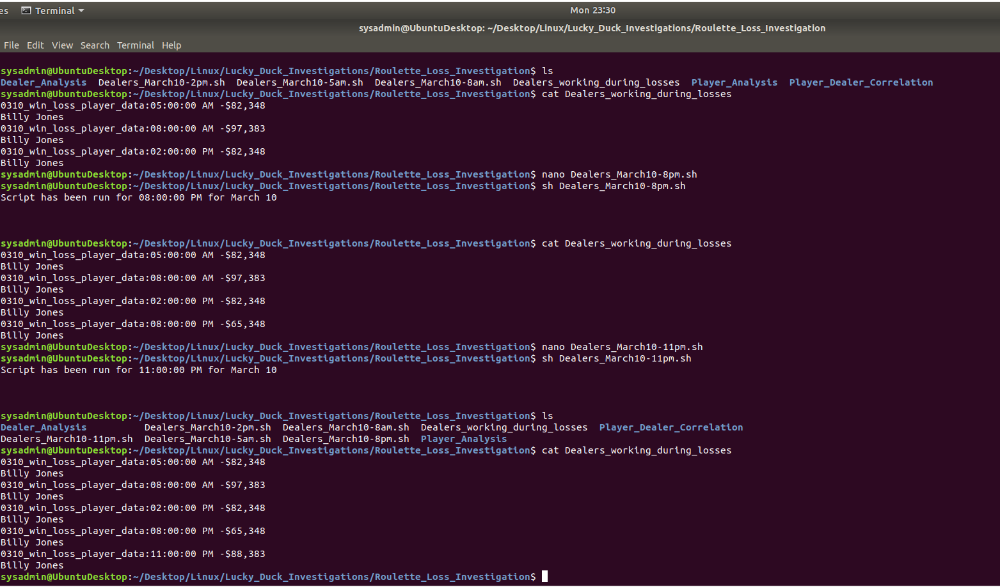 es Terminal Mon 23:30
sysadmin@UbuntuDesktop: ~/Desktop/Linux/Lucky_Duck_Investigations/Roulette_Loss_Investigation
File Edit View Search Terminal Help
sysadmin@UbuntuDesktop:~/Desktop/Linux/Lucky_Duck_Investigations/Roulette_Loss_Investigation$ ls
Dealer_Analysis Dealers_March10-2pm.sh Dealers_March10-5am.sh Dealers_March10-8am.sh Dealers_working_during_losses Player_Analysis Player_Dealer_Correlation
sysadmin@UbuntuDesktop:~/Desktop/Linux/Lucky_Duck_Investigations/Roulette_Loss_Investigation$ cat Dealers_working_during_losses
0310_win_loss_player_data:05:00:00 AM -$82,348
Billy Jones
0310_win_loss_player_data:08:00:00 AM -$97,383
Billy Jones
0310_win_loss_player_data:02:00:00 PM -$82,348
Billy Jones
sysadmin@UbuntuDesktop:~/Desktop/Linux/Lucky_Duck_Investigations/Roulette_Loss_Investigation$ nano Dealers_March10-8pm.sh
sysadmin@UbuntuDesktop:~/Desktop/Linux/Lucky_Duck_Investigations/Roulette_Loss_Investigation$ sh Dealers_March10-8pm.sh
Script has been run for 08:00:00 PM for March 10
sysadmin@UbuntuDesktop:~/Desktop/Linux/Lucky_Duck_Investigations/Roulette_Loss_Investigation$ cat Dealers_working_during_losses
0310_win_loss_player_data:05:00:00 AM -$82,348
Billy Jones
0310_win_loss_player_data:08:00:00 AM -$97,383
Billy Jones
0310_win_loss_player_data:02:00:00 PM -$82,348
Billy Jones
0310_win_loss_player_data:08:00:00 PM -$65,348
Billy Jones
sysadmin@UbuntuDesktop:~/Desktop/Linux/Lucky_Duck_Investigations/Roulette_Loss_Investigation$ nano Dealers_March10-11pm.sh
sysadmin@UbuntuDesktop:~/Desktop/Linux/Lucky_Duck_Investigations/Roulette_Loss_Investigation$ sh Dealers_March10-11pm.sh
Script has been run for 11:00:00 PM for March 10
sysadmin@UbuntuDesktop:~/Desktop/Linux/Lucky_Duck_Investigations/Roulette_Loss_Investigation$ ls
Dealer_Analysis Dealers_March10-2pm.sh Dealers_March10-8am.sh Dealers_working_during_losses Player_Dealer_Correlation
Dealers_March10-11pm.sh Dealers_March10-5am.sh Dealers_March10-8pm.sh Player_Analysis
sysadmin@UbuntuDesktop:~/Desktop/Linux/Lucky_Duck_Investigations/Roulette_Loss_Investigation$ cat Dealers_working_during_losses
0310_win_loss_player_data:05:00:00 AM -$82,348
Billy Jones
0310_win_loss_player_data:08:00:00 AM -$97,383
Billy Jones
0310_win_loss_player_data:02:00:00 PM -$82,348
Billy Jones
0310_win_loss_player_data:08:00:00 PM -$65,348
Billy Jones
0310_win_loss_player_data:11:00:00 PM -$88,383
Billy Jones
sysadmin@UbuntuDesktop:~/Desktop/Linux/Lucky_Duck_Investigations/Roulette_Loss_Investigation$